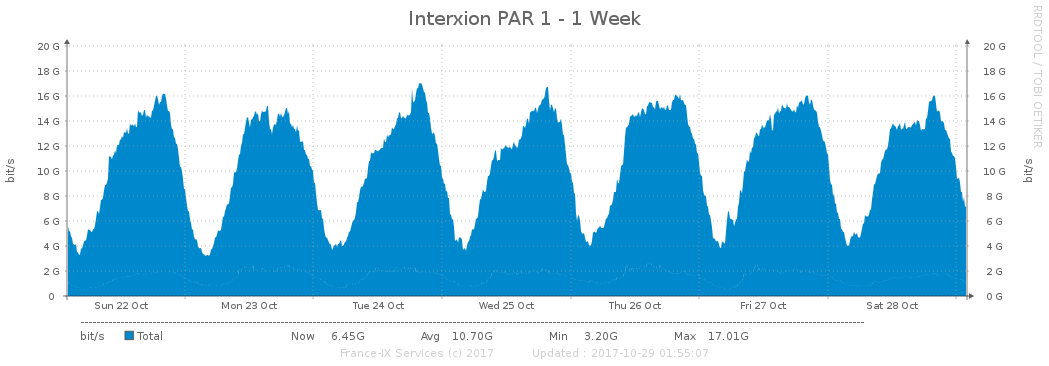 Interxion PAR 1 - 1 Week
RRDTOOL / TOBI OETIKER
bit/s
20 G 20 G
18 G 18 G
16 G 16 G
14 G 14 G
12 G 12 G
10 G 10 G
8 G 8 G
6 G 6 G
4 G 4 G
2 G 2 G
0 0 G
bit/s
Sun 22 Oct Mon 23 Oct Tue 24 Oct Wed 25 Oct Thu 26 Oct Fri 27 Oct Sat 28 Oct
bit/s Total Now 6.45G Avg 10.70G Min 3.20G Max 17.01G
France-IX Services (c) 2017 Updated : 2017-10-29 01:55:07